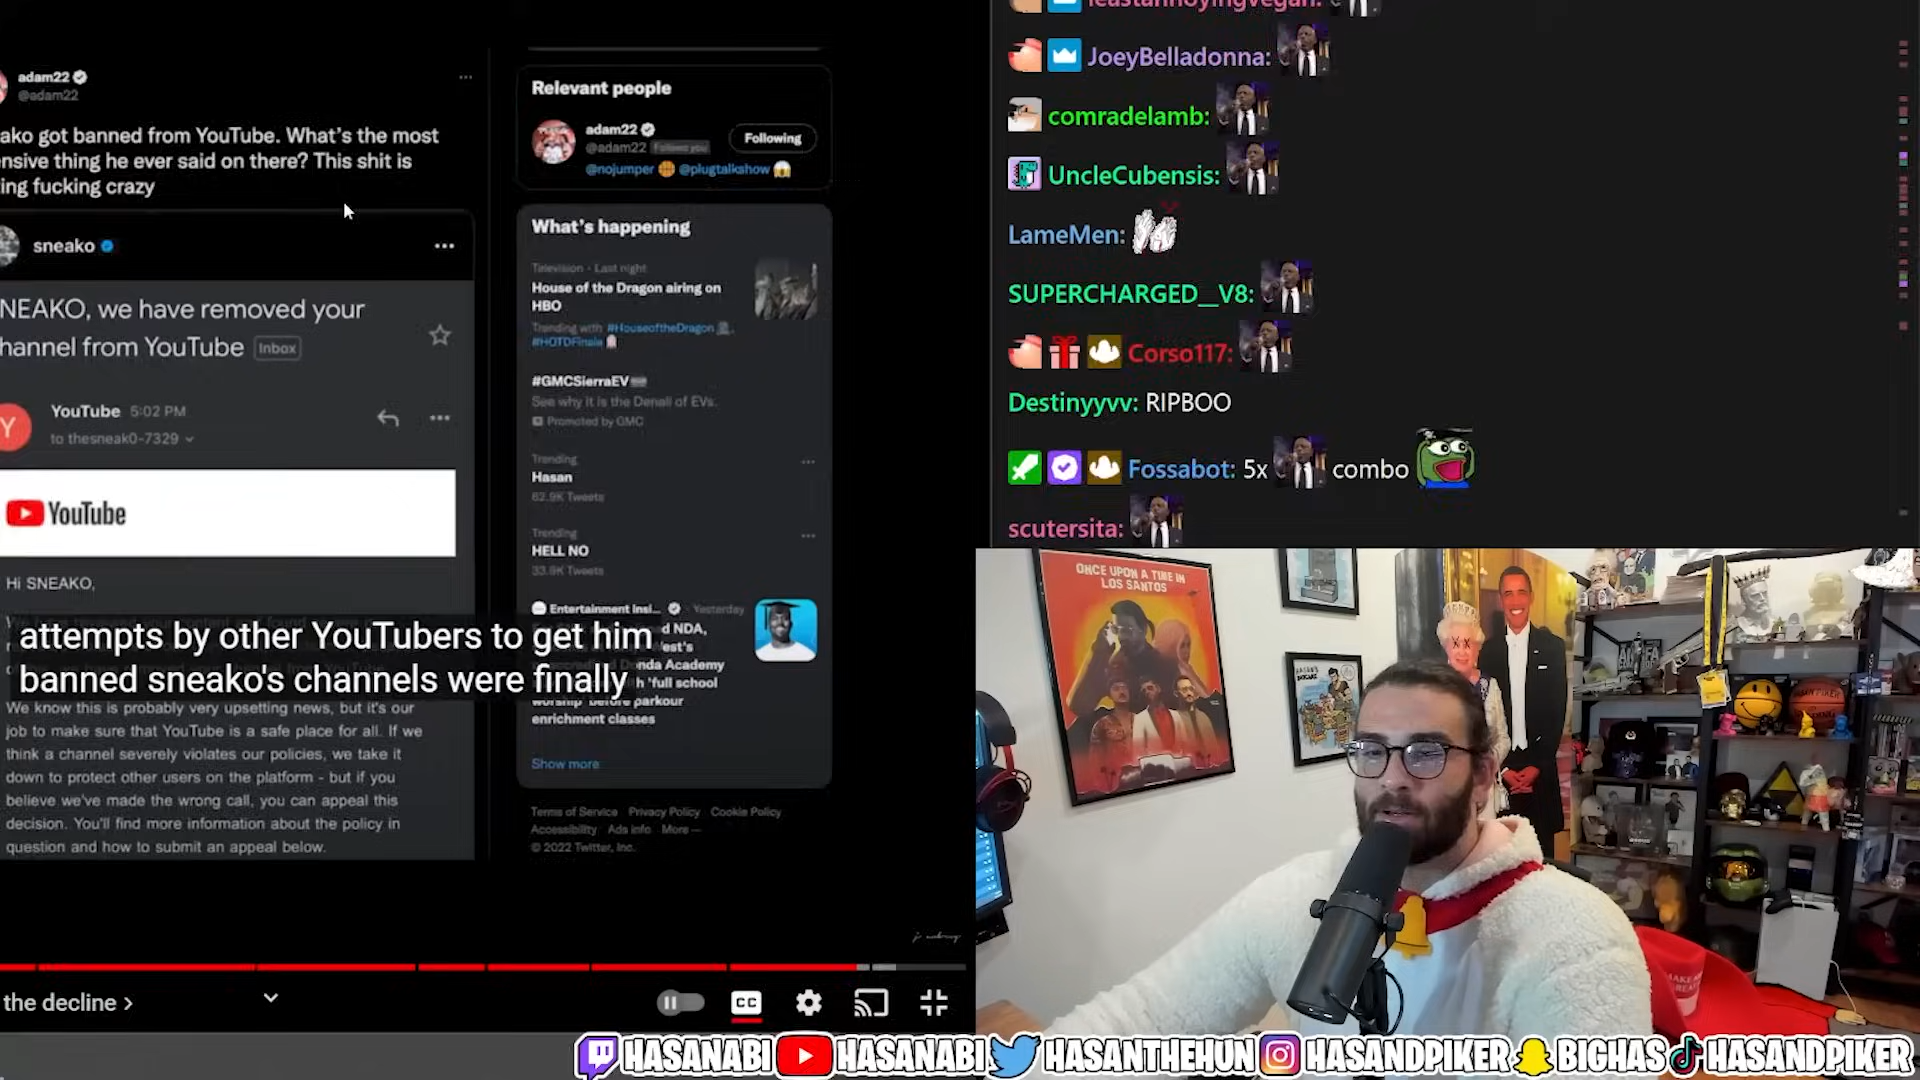 adam22
@adam22
ako got banned from YouTube. What's the most
ensive thing he ever said on there? This shit is
ing fucking crazy
sneako
NEAKO, we have removed your
hannel from YouTube Inbox
YouTube 5:02 PM
to thesneak0-7329
Y
YouTube
Hi SNEAKO,
attempts by other YouTubers to get him
banned sneako's channels were finally
We know this is probably very upsetting news, but it's our
job to make sure that YouTube is a safe place for all. If we
think a channel severely violates our policies, we take it
down to protect other users on the platform - but if you
believe we've made the wrong call, you can appeal this
decision. You'll find more information about the policy in
question and how to submit an appeal below.
Relevant people
adam22
@adam22 Follows you
Following
@nojumper @plugtalkshow
What's happening
Television · Last night
House of the Dragon airing on
HBO
Trending with #HouseoftheDragon,
#HOTDFinale
#GMCSierraEV
See why it is the Denali of EVs.
Promoted by GMC
Trending
Hasan
62.9K Tweets
Trending
HELL NO
33.9K Tweets
Entertainment Insi... · Yesterday
d NDA,
est's
onda Academy
h 'full school
worship' before parkour
enrichment classes
Show more
Terms of Service Privacy Policy Cookie Policy
Accessibility Ads info More
© 2022 Twitter, Inc.
the decline >
CC
leastannoyingvegan:
JoeyBelladonna:
comradelamb:
UncleCubensis:
LameMen:
SUPERCHARGED__V8:
Corso117:
Destinyyvv: RIPBOO
Fossabot: 5x combo
scutersita:
ONCE UPON A TIME IN
LOS SANTOS
HASANABI HASANABI HASANTHEHUN HASANDPIKER BIGHAS HASANDPIKER